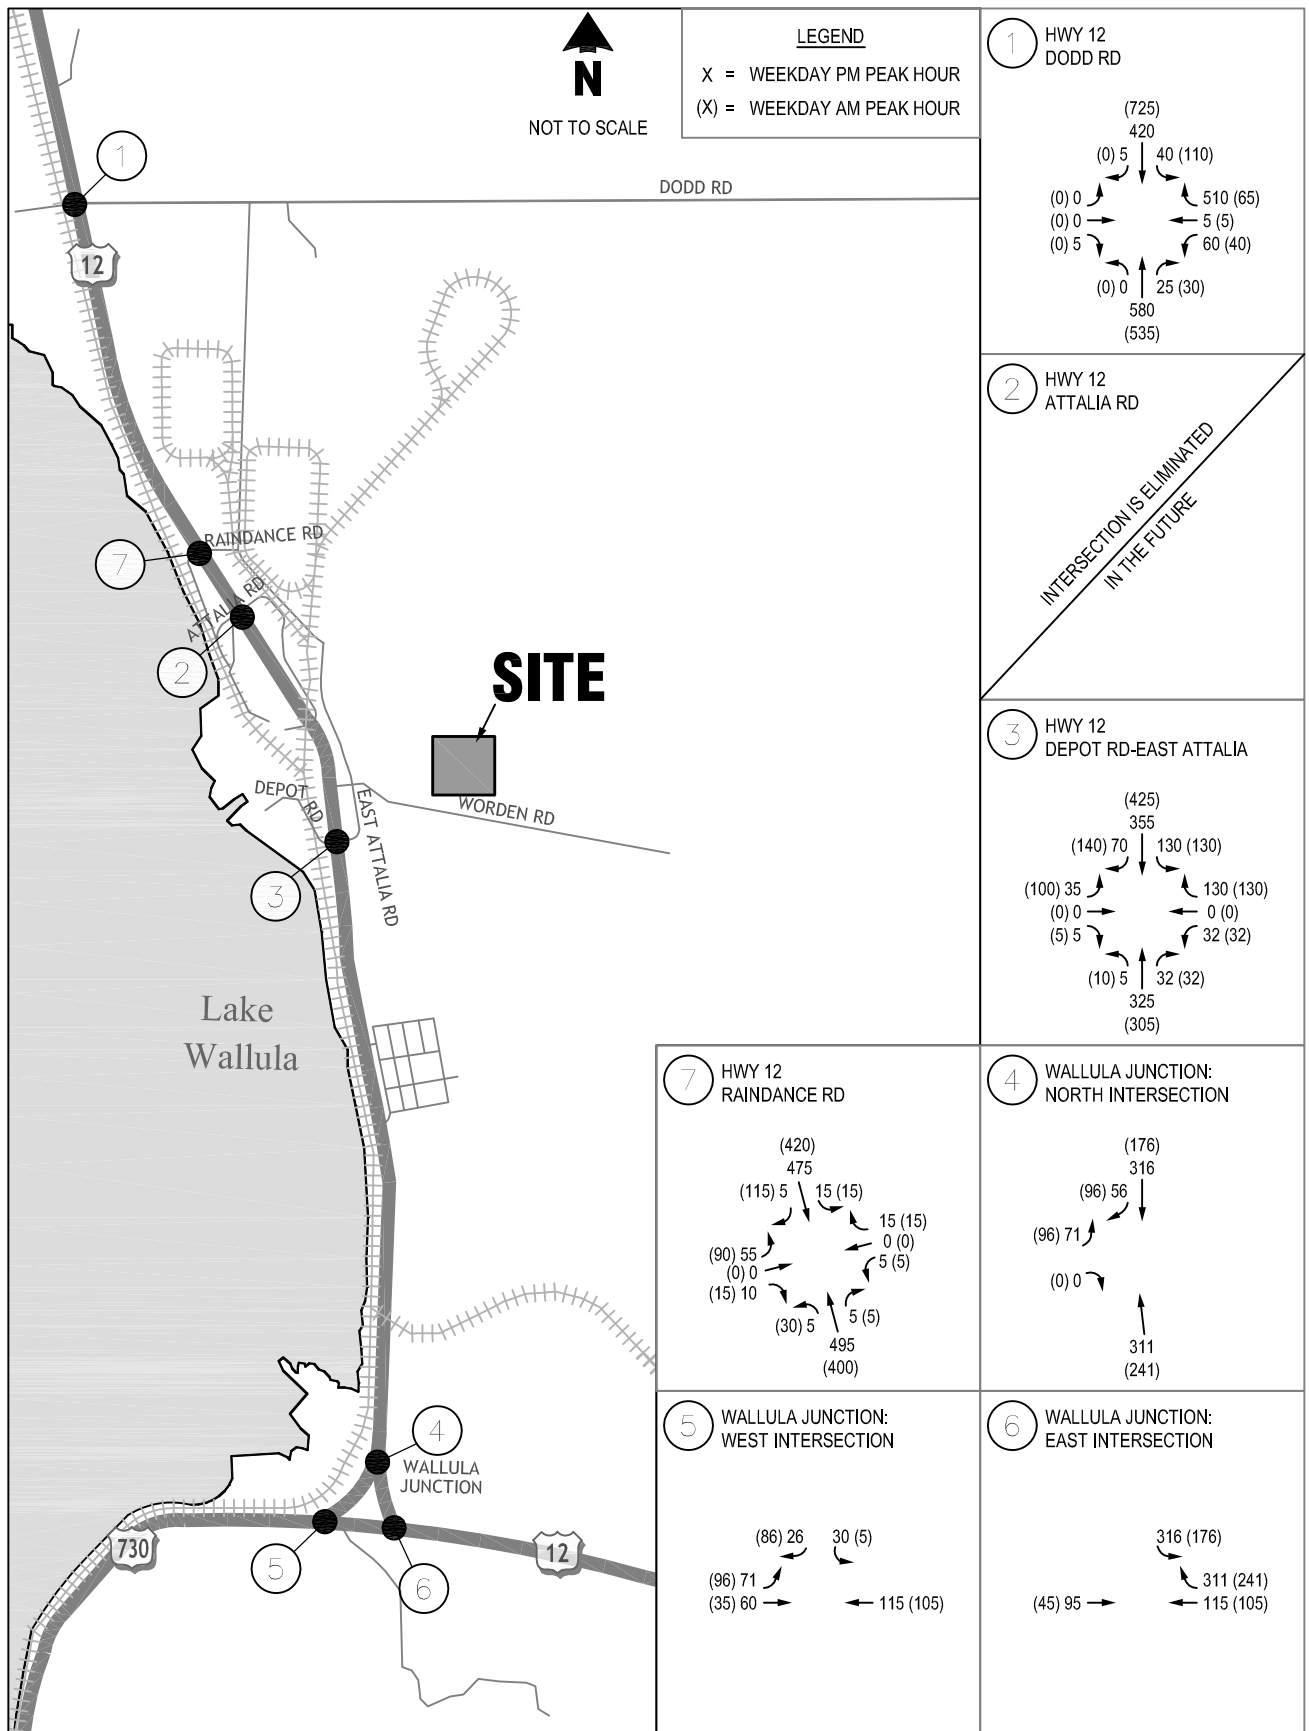 LEGEND
X = WEEKDAY PM PEAK HOUR
(X) = WEEKDAY AM PEAK HOUR
N
NOT TO SCALE
1
DODD RD
12
7
RAINDANCE RD
ATTALIA RD
2
SITE
DEPOT RD
EAST ATTALIA RD
WORDEN RD
3
Lake
Wallula
4
WALLULA
JUNCTION
730
5
6
12
1
HWY 12
DODD RD
(725)
420
(0) 5 40 (110)
(0) 0 510 (65)
(0) 0 5 (5)
(0) 5 60 (40)
(0) 0 25 (30)
580
(535)
2
HWY 12
ATTALIA RD
INTERSECTION IS ELIMINATED
IN THE FUTURE
3
HWY 12
DEPOT RD-EAST ATTALIA
(425)
355
(140) 70 130 (130)
(100) 35 130 (130)
(0) 0 0 (0)
(5) 5 32 (32)
(10) 5 32 (32)
325
(305)
7
HWY 12
RAINDANCE RD
(420)
475
(115) 5 15 (15)
15 (15)
0 (0)
(90) 55 5 (5)
(0) 0
(15) 10
(30) 5 5 (5)
495
(400)
4
WALLULA JUNCTION:
NORTH INTERSECTION
(176)
316
(96) 56
(96) 71
(0) 0
311
(241)
5
WALLULA JUNCTION:
WEST INTERSECTION
(86) 26 30 (5)
(96) 71
(35) 60 115 (105)
6
WALLULA JUNCTION:
EAST INTERSECTION
316 (176)
311 (241)
(45) 95 115 (105)